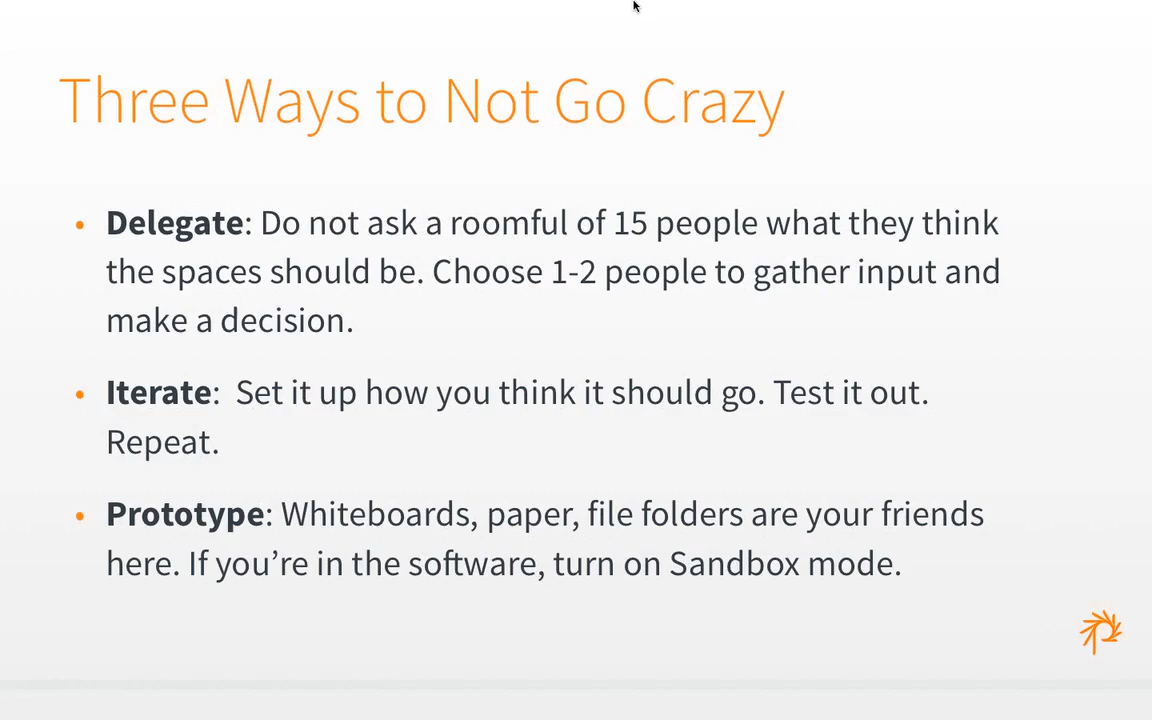 Three Ways to Not Go Crazy
• Delegate: Do not ask a roomful of 15 people what they think
the spaces should be. Choose 1-2 people to gather input and
make a decision.
• Iterate:  Set it up how you think it should go. Test it out.
Repeat.
• Prototype: Whiteboards, paper, file folders are your friends
here. If you’re in the software, turn on Sandbox mode.